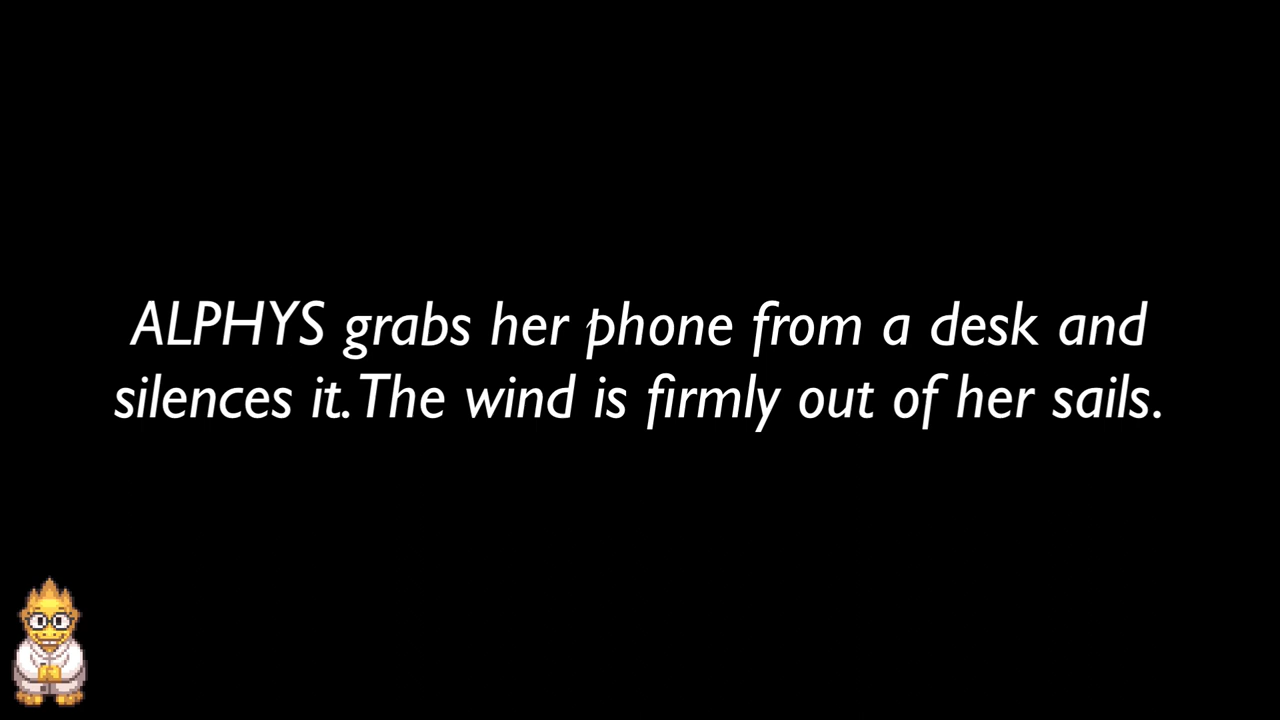 ALPHYS grabs her phone from a desk and
silences it. The wind is firmly out of her sails.